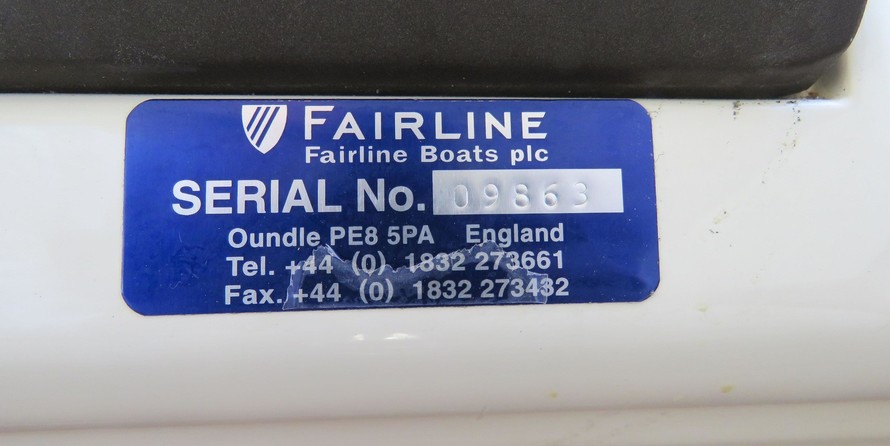 FAIRLINE
Fairline Boats plc
SERIAL No. 09863
Oundle PE8 5PA England
Tel. +44 (0) 1832 273661
Fax. +44 (0) 1832 273432